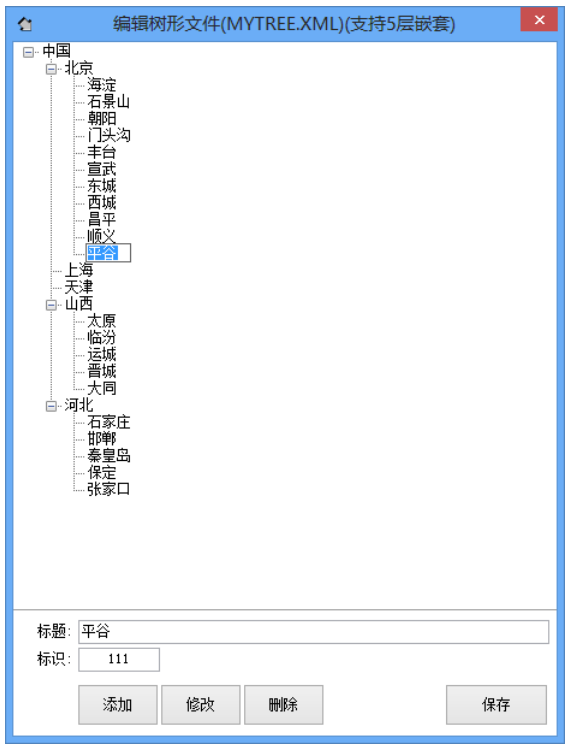 编辑树形文件(MYTREE.XML)(支持5层嵌套)
中国
北京
海淀
石景山
朝阳
门头沟
丰台
宣武
东城
西城
昌平
顺义
平谷
上海
天津
山西
太原
临汾
运城
晋城
大同
河北
石家庄
邯郸
秦皇岛
保定
张家口
标题: 平谷
标识: 111
添加 修改 删除 保存